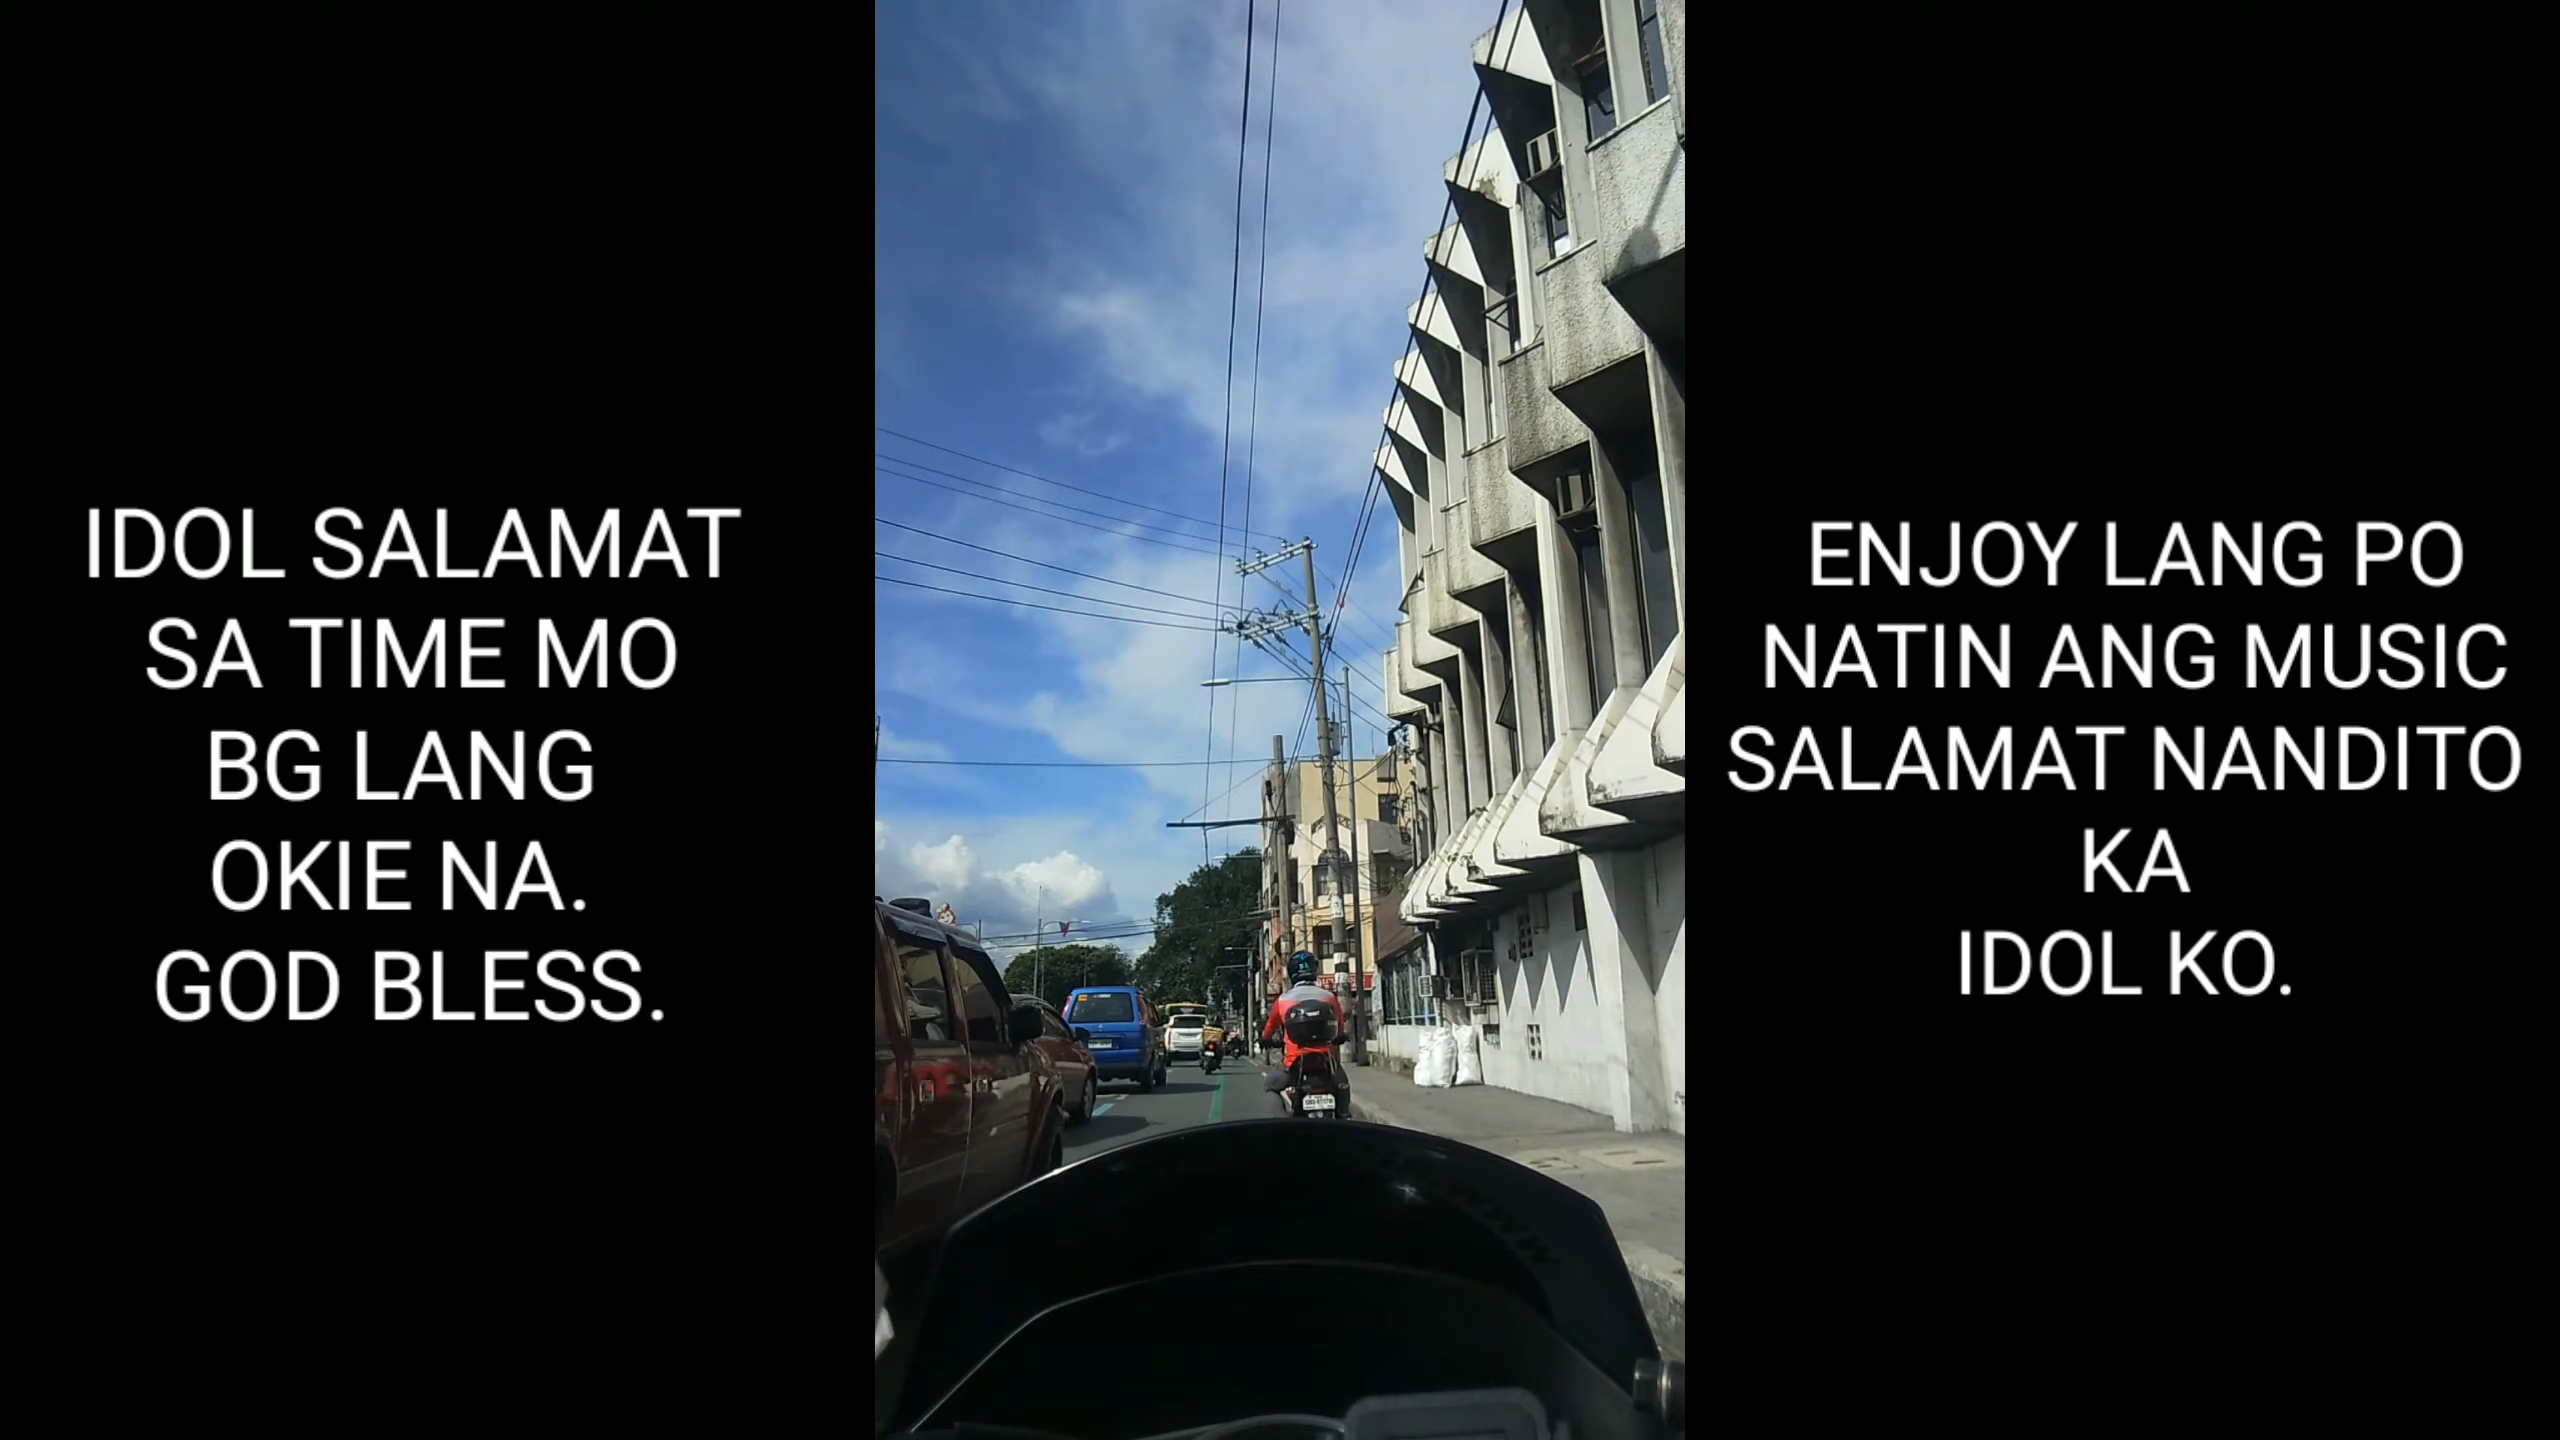 IDOL SALAMAT
SA TIME MO
BG LANG
OKIE NA.
GOD BLESS.
ENJOY LANG PO
NATIN ANG MUSIC
SALAMAT NANDITO
KA
IDOL KO.